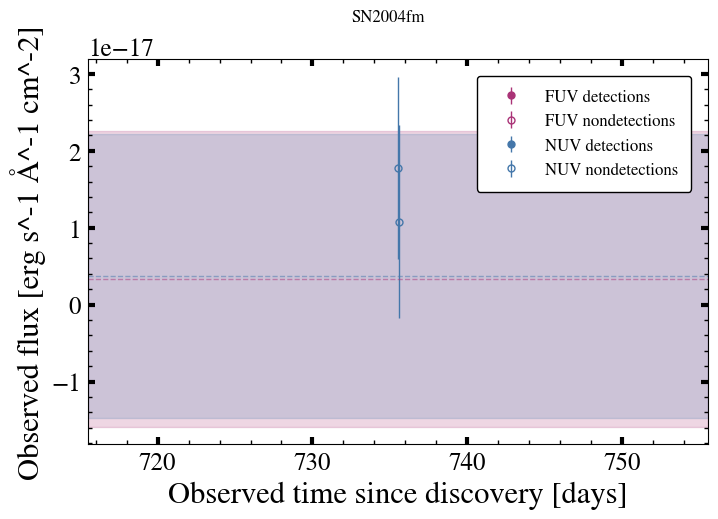 SN2004fm
1e−17
3
2
1
0
−1
Observed flux [erg s^-1 Å^-1 cm^-2]
FUV detections
FUV nondetections
NUV detections
NUV nondetections
720 730 740 750
Observed time since discovery [days]